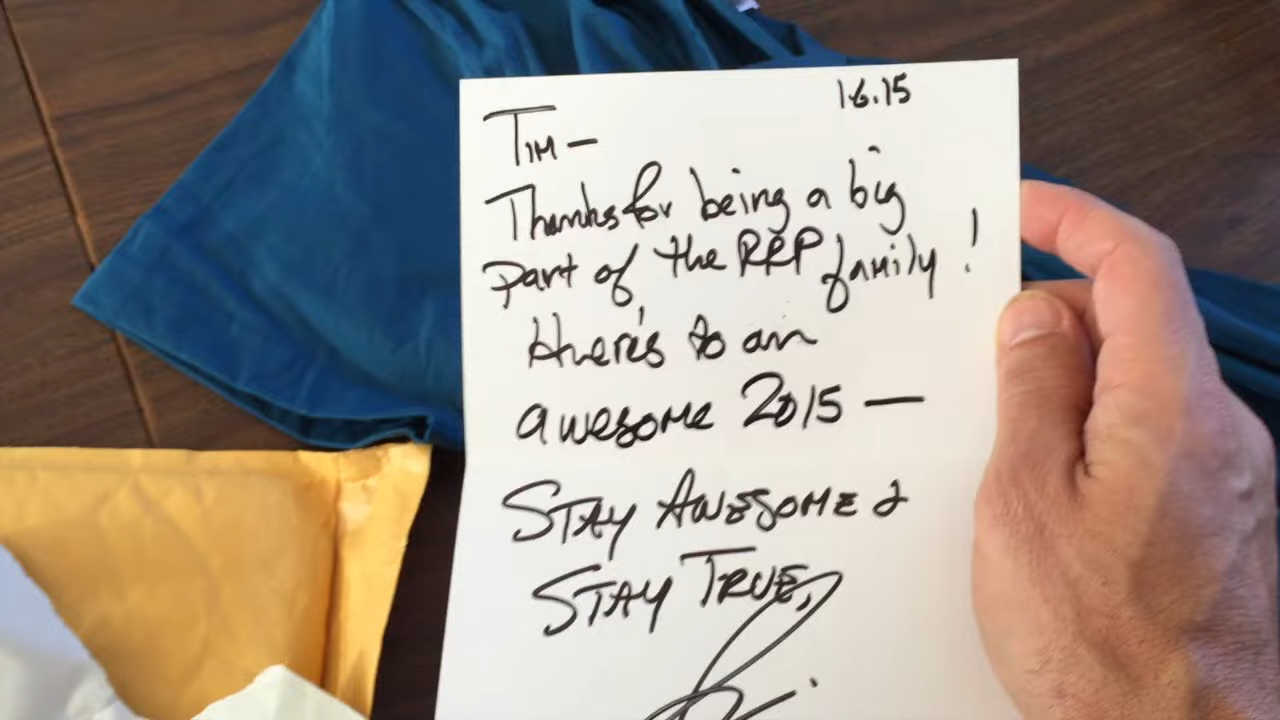 1.6.15
TIM —
Thanks for being a big
part of the RRP family!
Here's to an
awesome 2015 —
STAY AWESOME &
STAY TRUE,